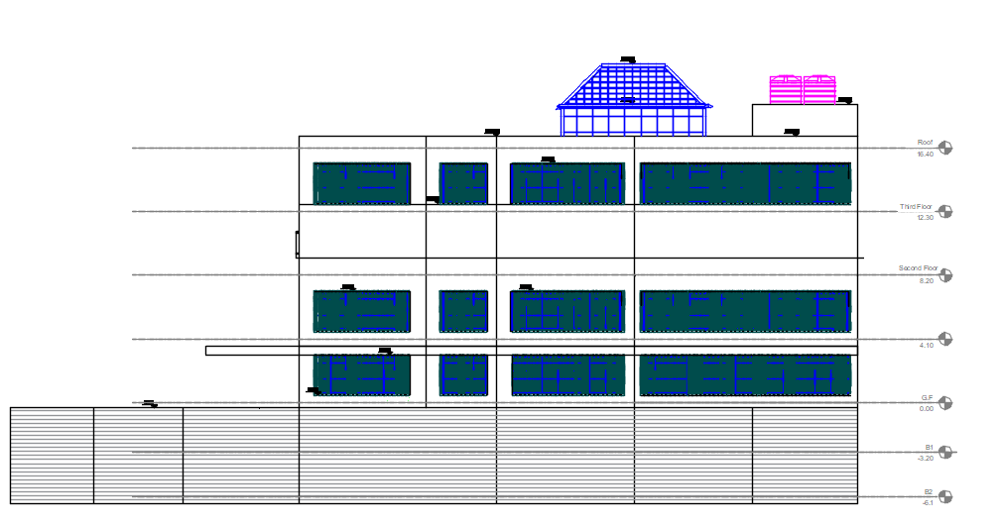 Roof
16.40
Third Floor
12.30
Second Floor
8.20
4.10
G.F
0.00
B1
-3.20
B2
-6.1